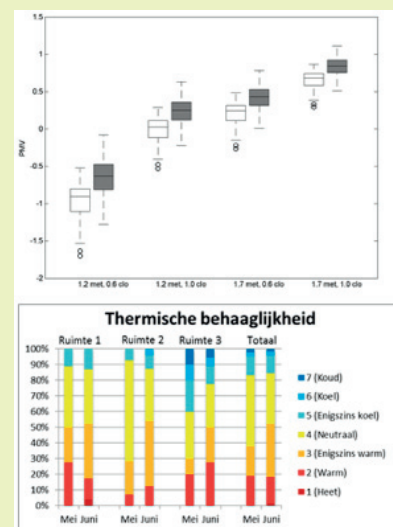 1.5
1
0.5
0
-0.5
-1
-1.5
-2
PMV
1.2 met, 0.6 clo 1.2 met, 1.0 clo 1.7 met, 0.6 clo 1.7 met, 1.0 clo
Thermische behaaglijkheid
Ruimte 1 Ruimte 2 Ruimte 3 Totaal
100%
90%
80%
70%
60%
50%
40%
30%
20%
10%
0%
Mei Juni Mei Juni Mei Juni Mei Juni
7 (Koud)
6 (Koel)
5 (Enigszins koel)
4 (Neutraal)
3 (Enigszins warm)
2 (Warm)
1 (Heet)